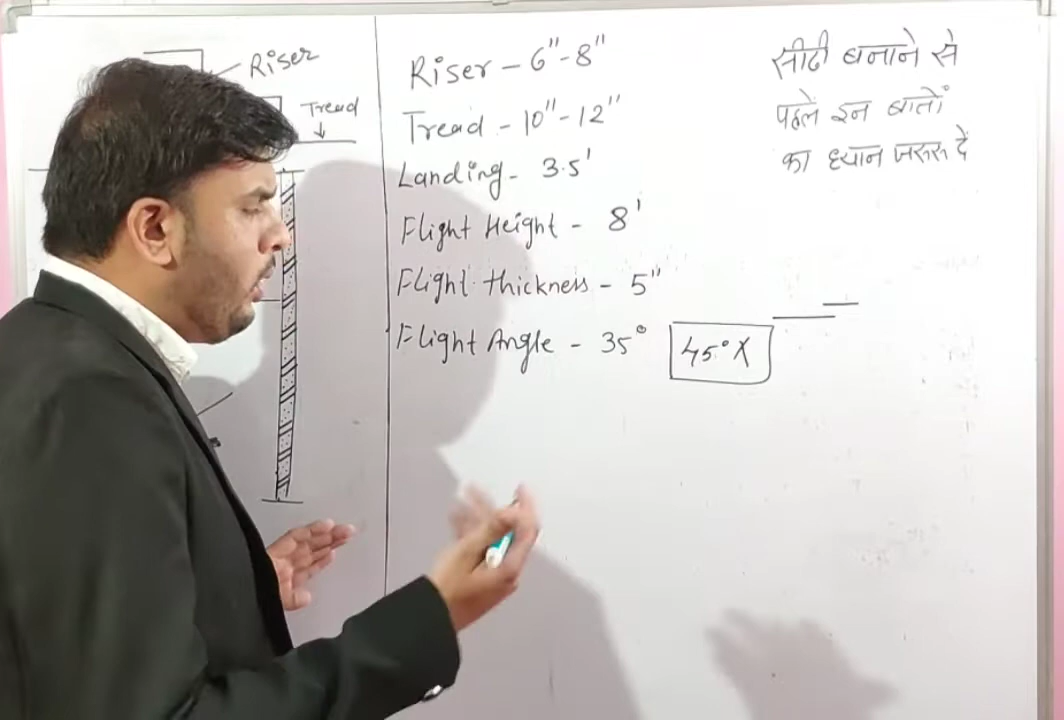 Riser
Tread
Riser - 6"-8"
Tread - 10"-12"
Landing - 3.5'
Flight Height - 8'
Flight thickness - 5"
Flight Angle - 35° 45° X
सीढी बनाने से
पहले इन बातों
का ध्यान जरूर दें